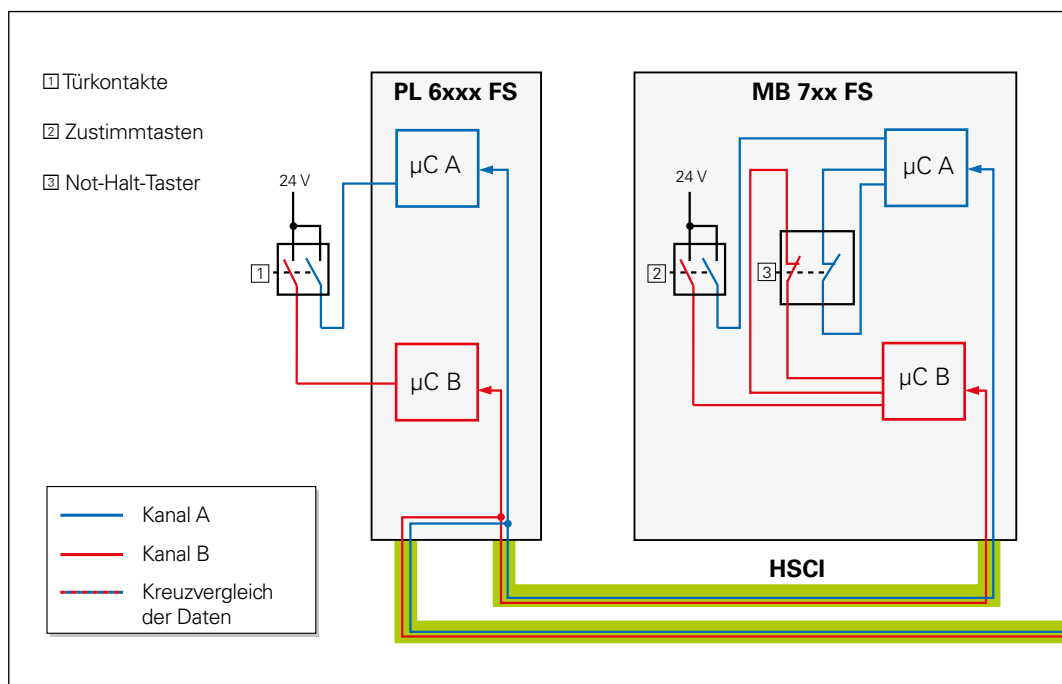 1 Türkontakte
2 Zustimmtasten
3 Not-Halt-Taster
PL 6xxx FS
µC A
24 V
1
µC B
MB 7xx FS
µC A
24 V
2
3
µC B
HSCI
Kanal A
Kanal B
Kreuzvergleich
der Daten